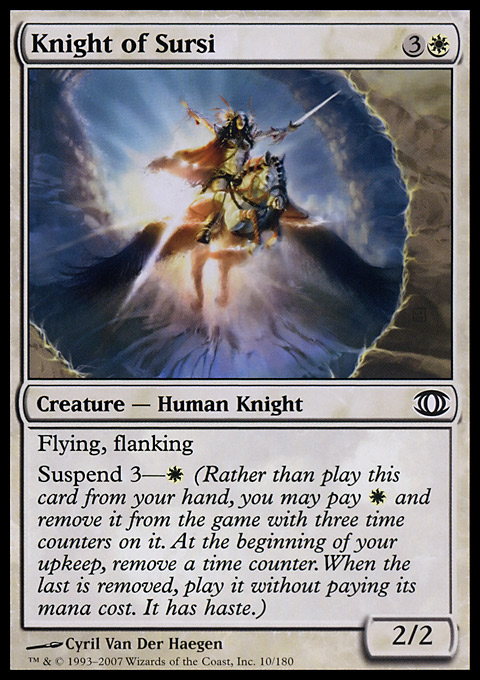 Knight of Sursi 3
Creature — Human Knight
Flying, flanking
Suspend 3— (Rather than play this
card from your hand, you may pay and
remove it from the game with three time
counters on it. At the beginning of your
upkeep, remove a time counter. When the
last is removed, play it without paying its
mana cost. It has haste.)
Cyril Van Der Haegen
2/2
™ & © 1993–2007 Wizards of the Coast, Inc. 10/180